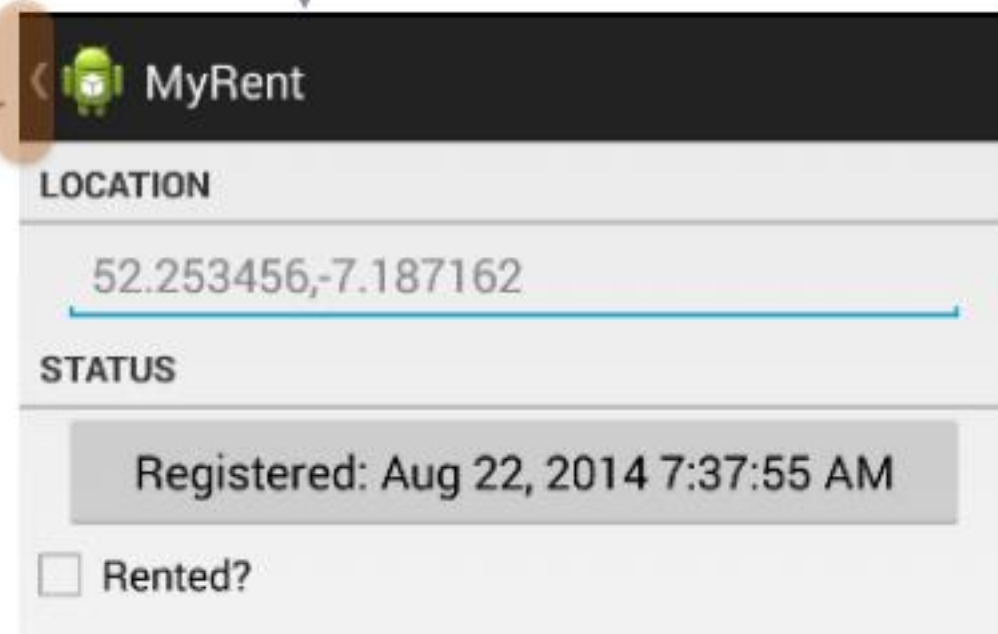 MyRent
LOCATION
52.253456,-7.187162
STATUS
Registered: Aug 22, 2014 7:37:55 AM
Rented?